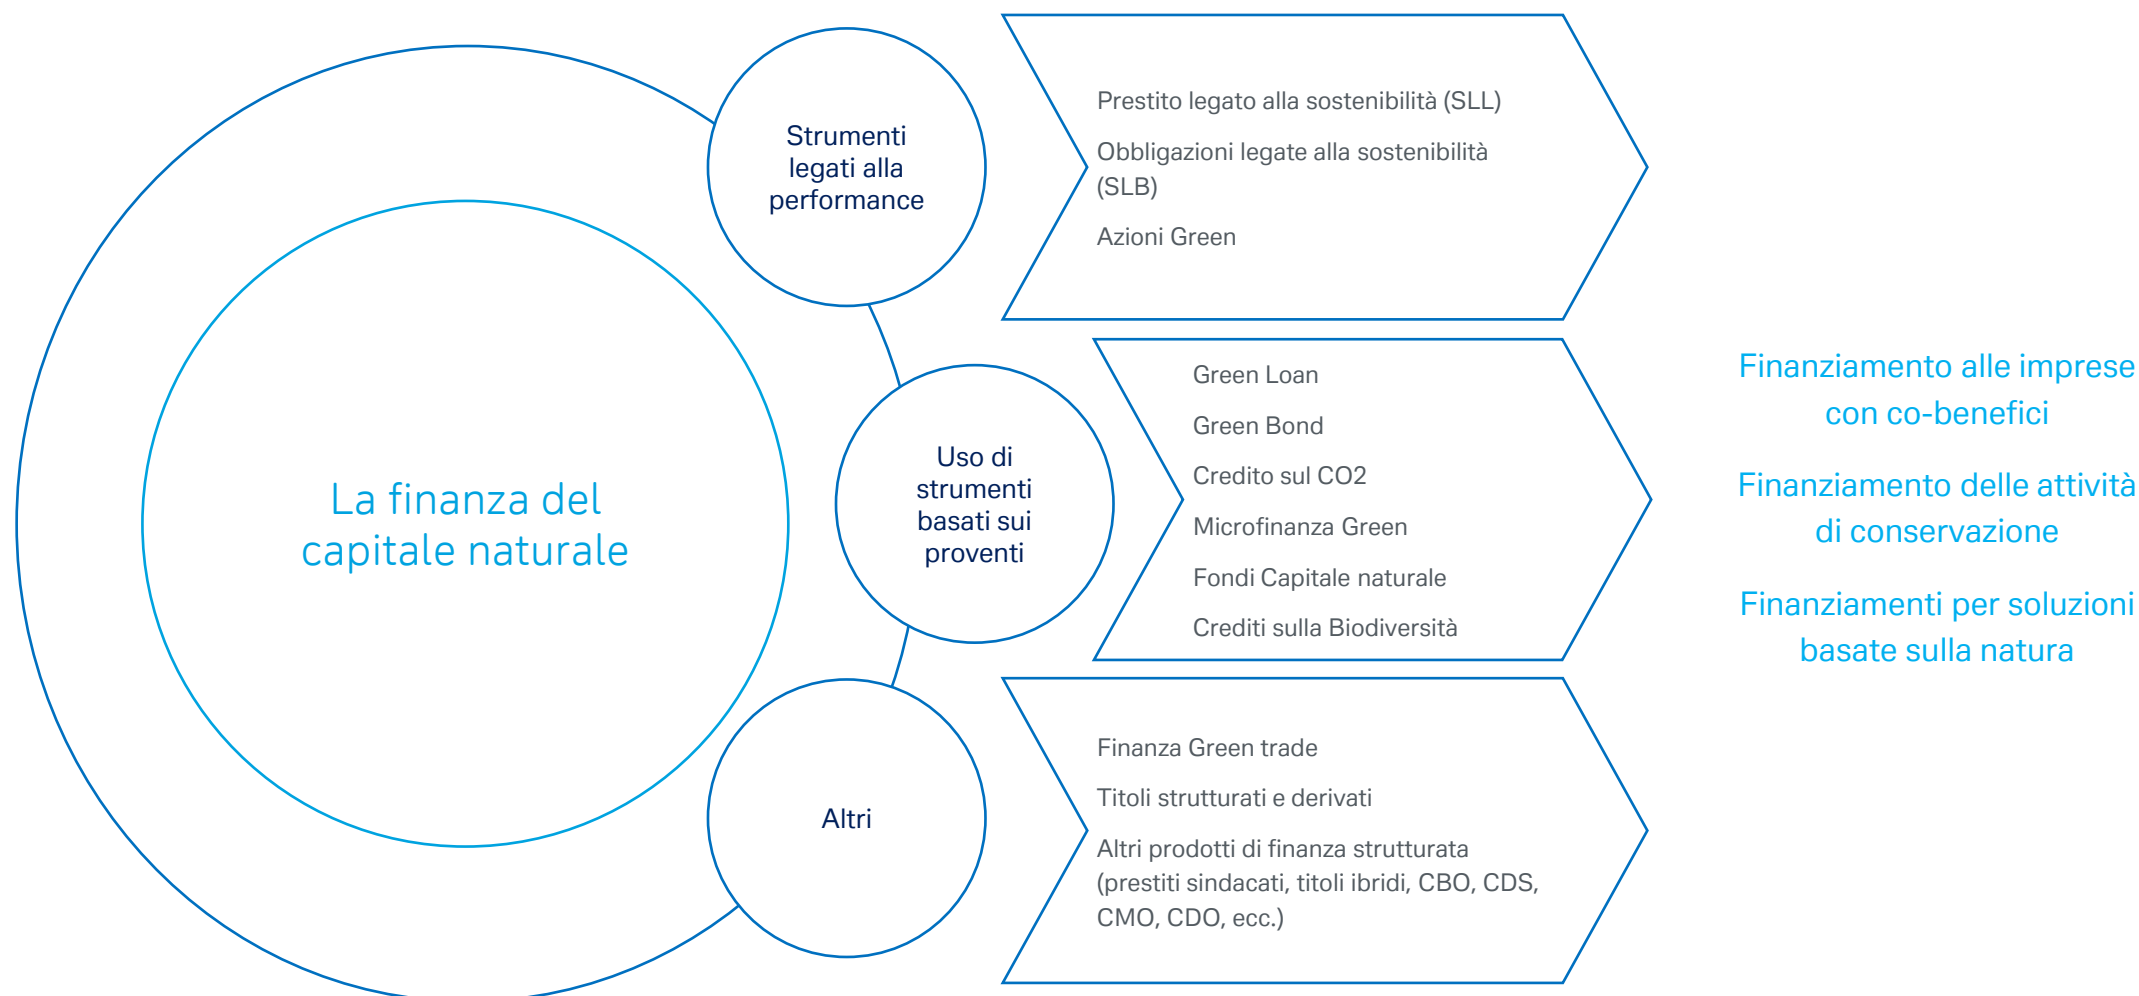 La finanza del
capitale naturale
Strumenti
legati alla
performance
Prestito legato alla sostenibilità (SLL)
Obbligazioni legate alla sostenibilità
(SLB)
Azioni Green
Uso di
strumenti
basati sui
proventi
Green Loan
Green Bond
Credito sul CO2
Microfinanza Green
Fondi Capitale naturale
Crediti sulla Biodiversità
Altri
Finanza Green trade
Titoli strutturati e derivati
Altri prodotti di finanza strutturata
(prestiti sindacati, titoli ibridi, CBO, CDS,
CMO, CDO, ecc.)
Finanziamento alle imprese
con co-benefici
Finanziamento delle attività
di conservazione
Finanziamenti per soluzioni
basate sulla natura